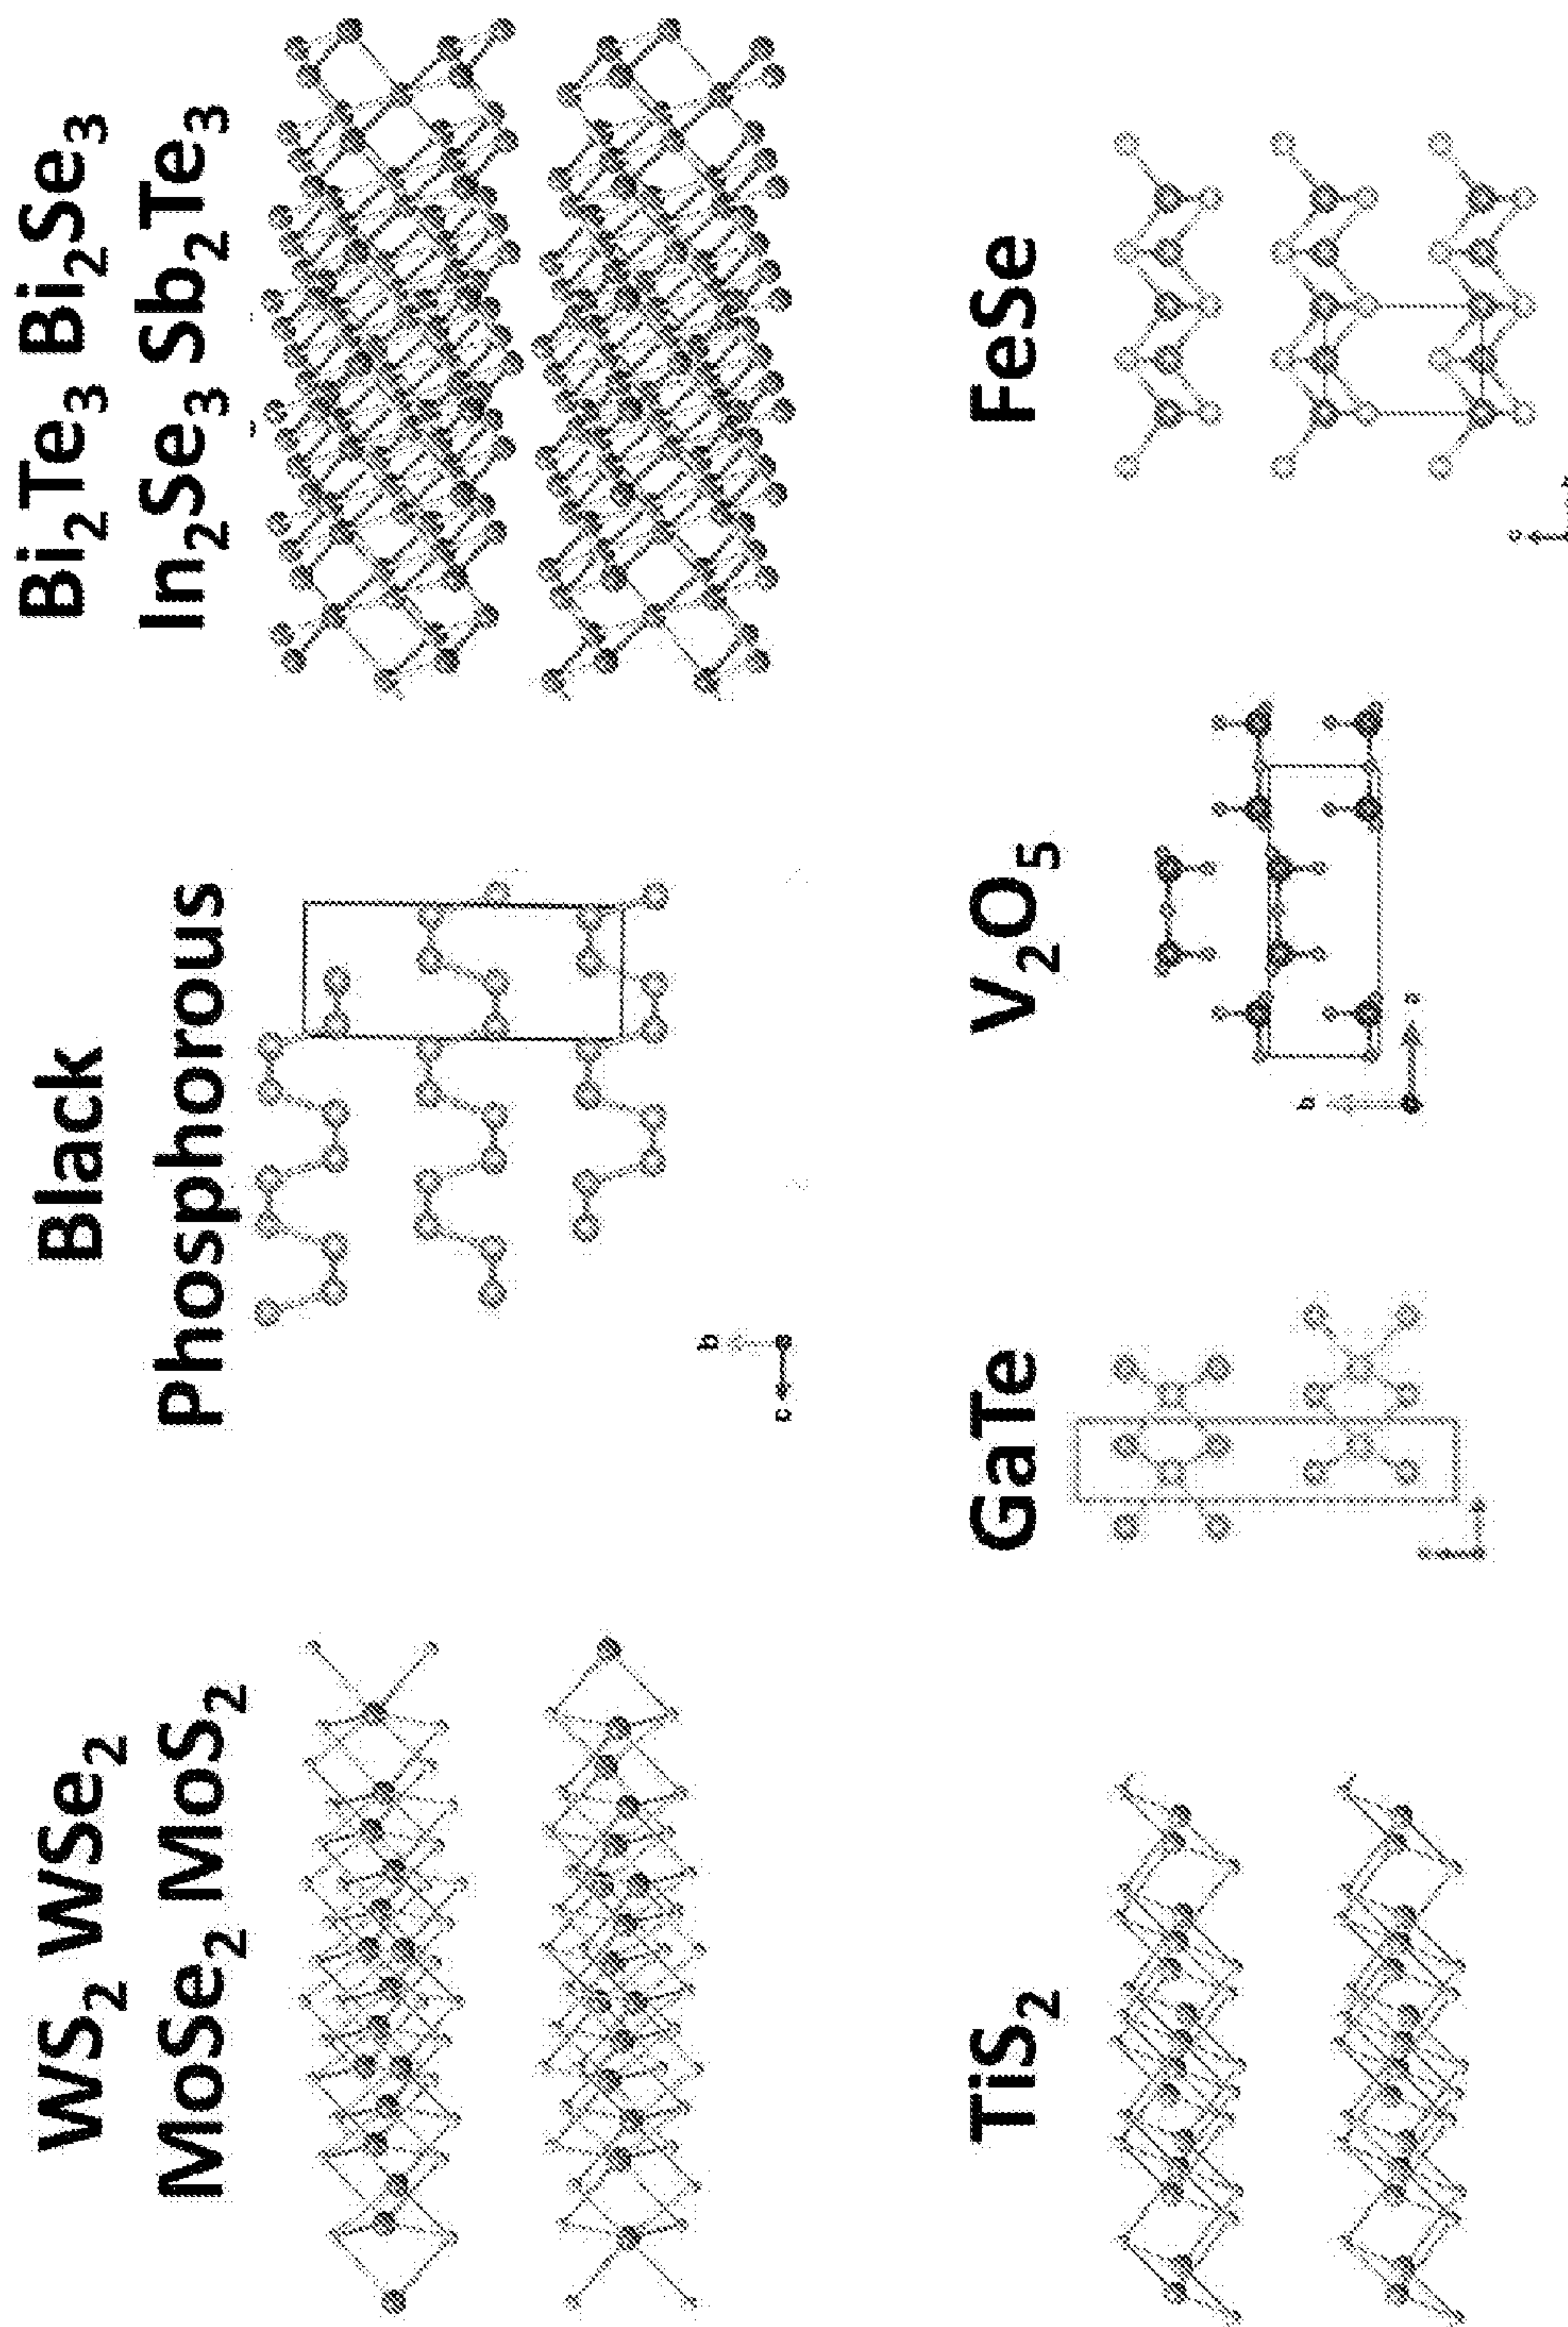 WS₂ WSe₂
MoSe₂ MoS₂
Black
Phosphorous
b
c
Bi₂Te₃ Bi₂Se₃
In₂Se₃ Sb₂Te₃
TiS₂
GaTe
V₂O₅
b
a
FeSe
c